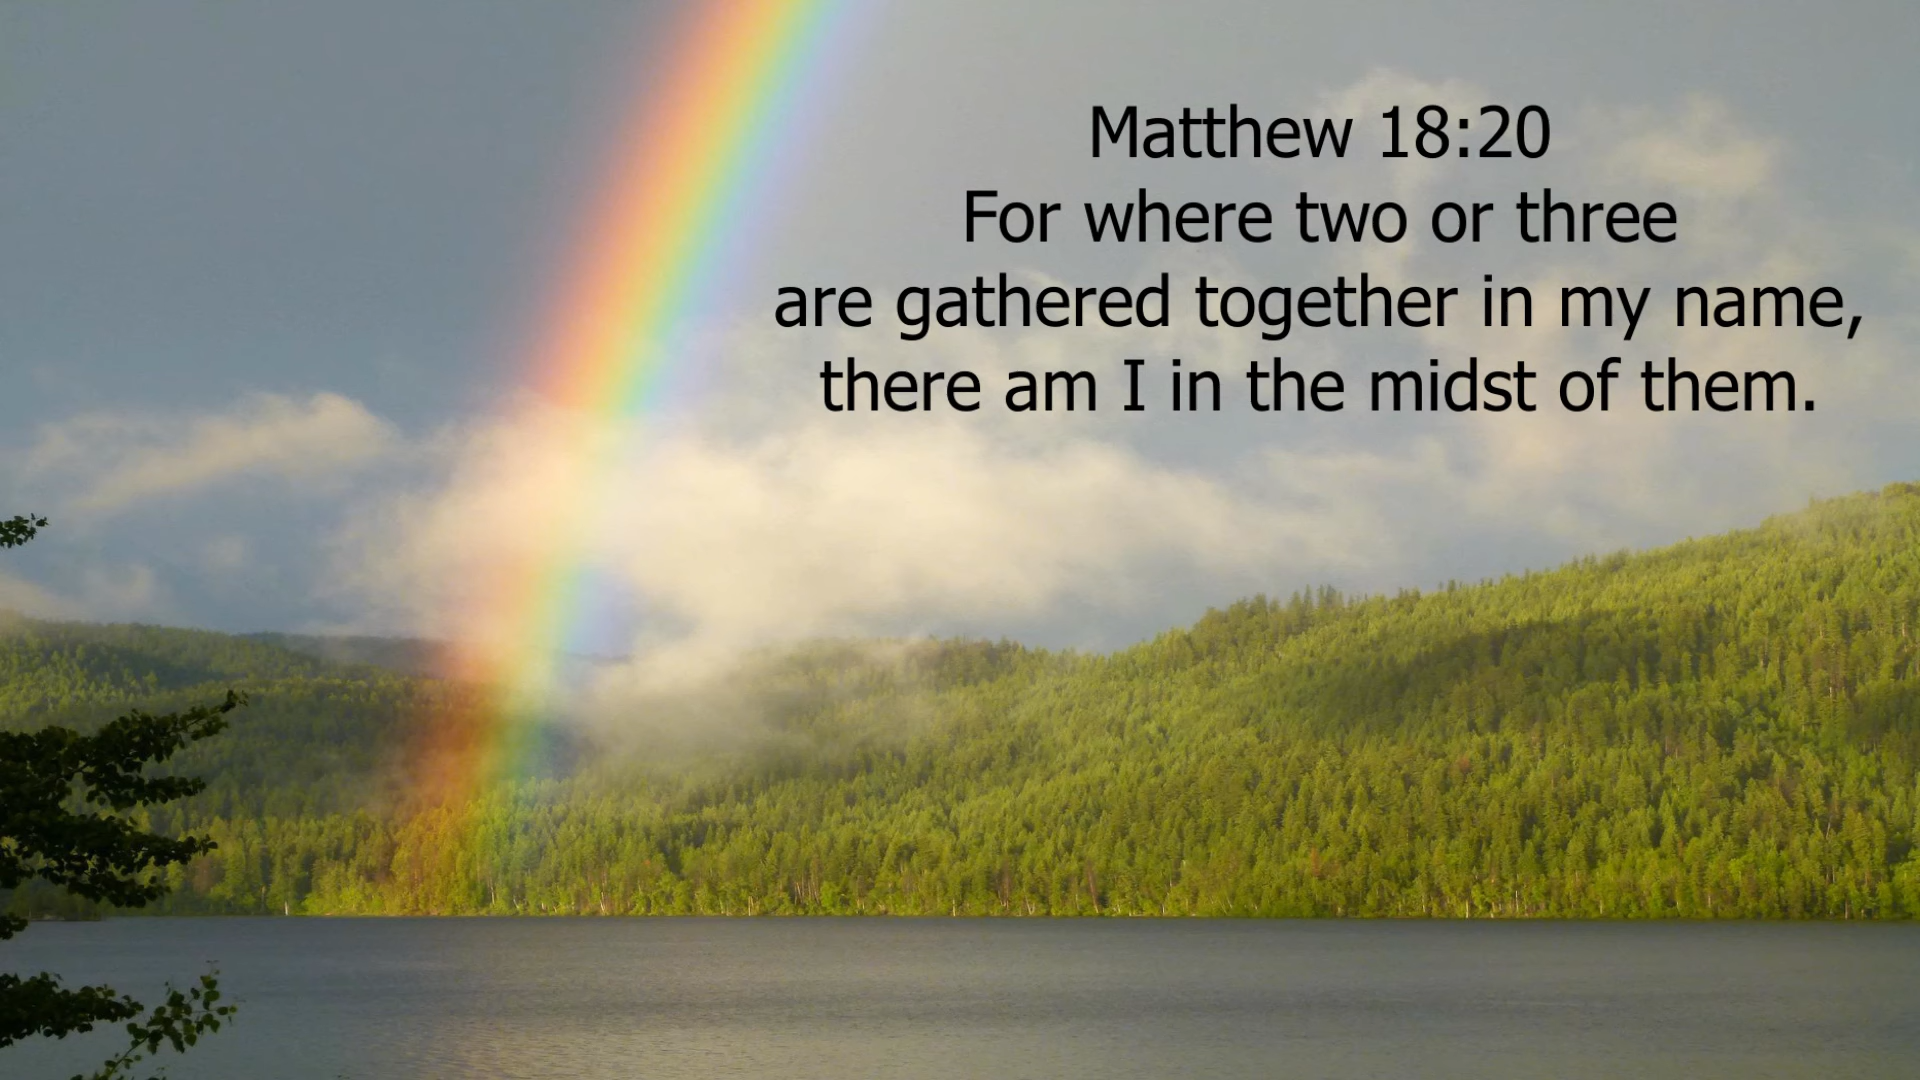 Matthew 18:20
For where two or three
are gathered together in my name,
there am I in the midst of them.